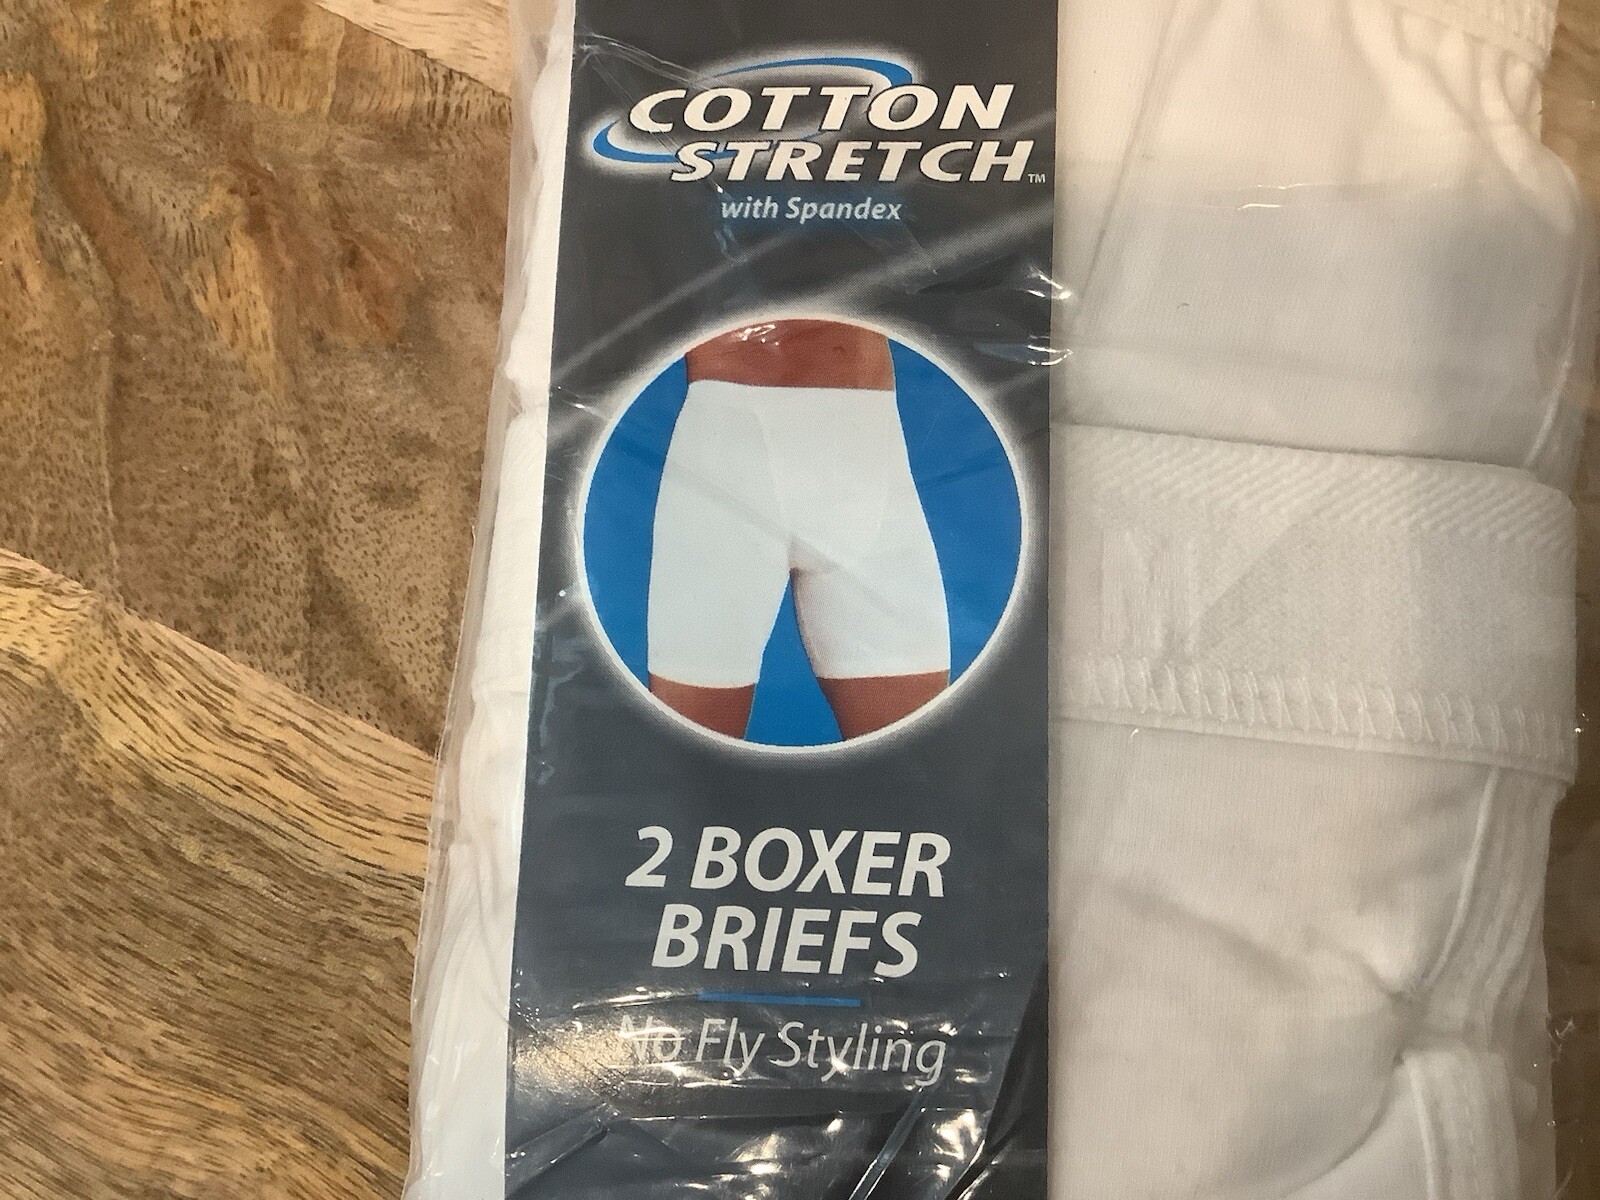 COTTON
STRETCH™
with Spandex
2 BOXER
BRIEFS
No Fly Styling